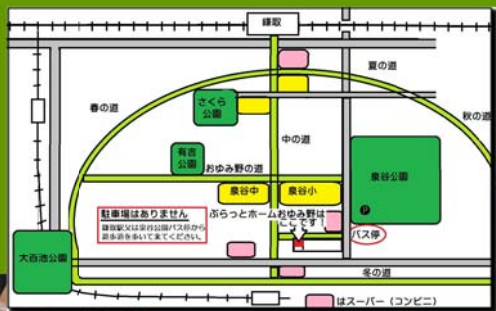 鎌取
夏の道
春の道
さくら
公園
秋の道
中の道
有吉
公園
おゆみ野の道
泉谷公園
泉谷中
泉谷小
P
駐車場はありません
鎌取駅又は泉谷公園バス停から
遊歩道を歩いて来てください。
ぷらっとホームおゆみ野は
ここです！
バス停
大百池公園
冬の道
はスーパー（コンビニ）